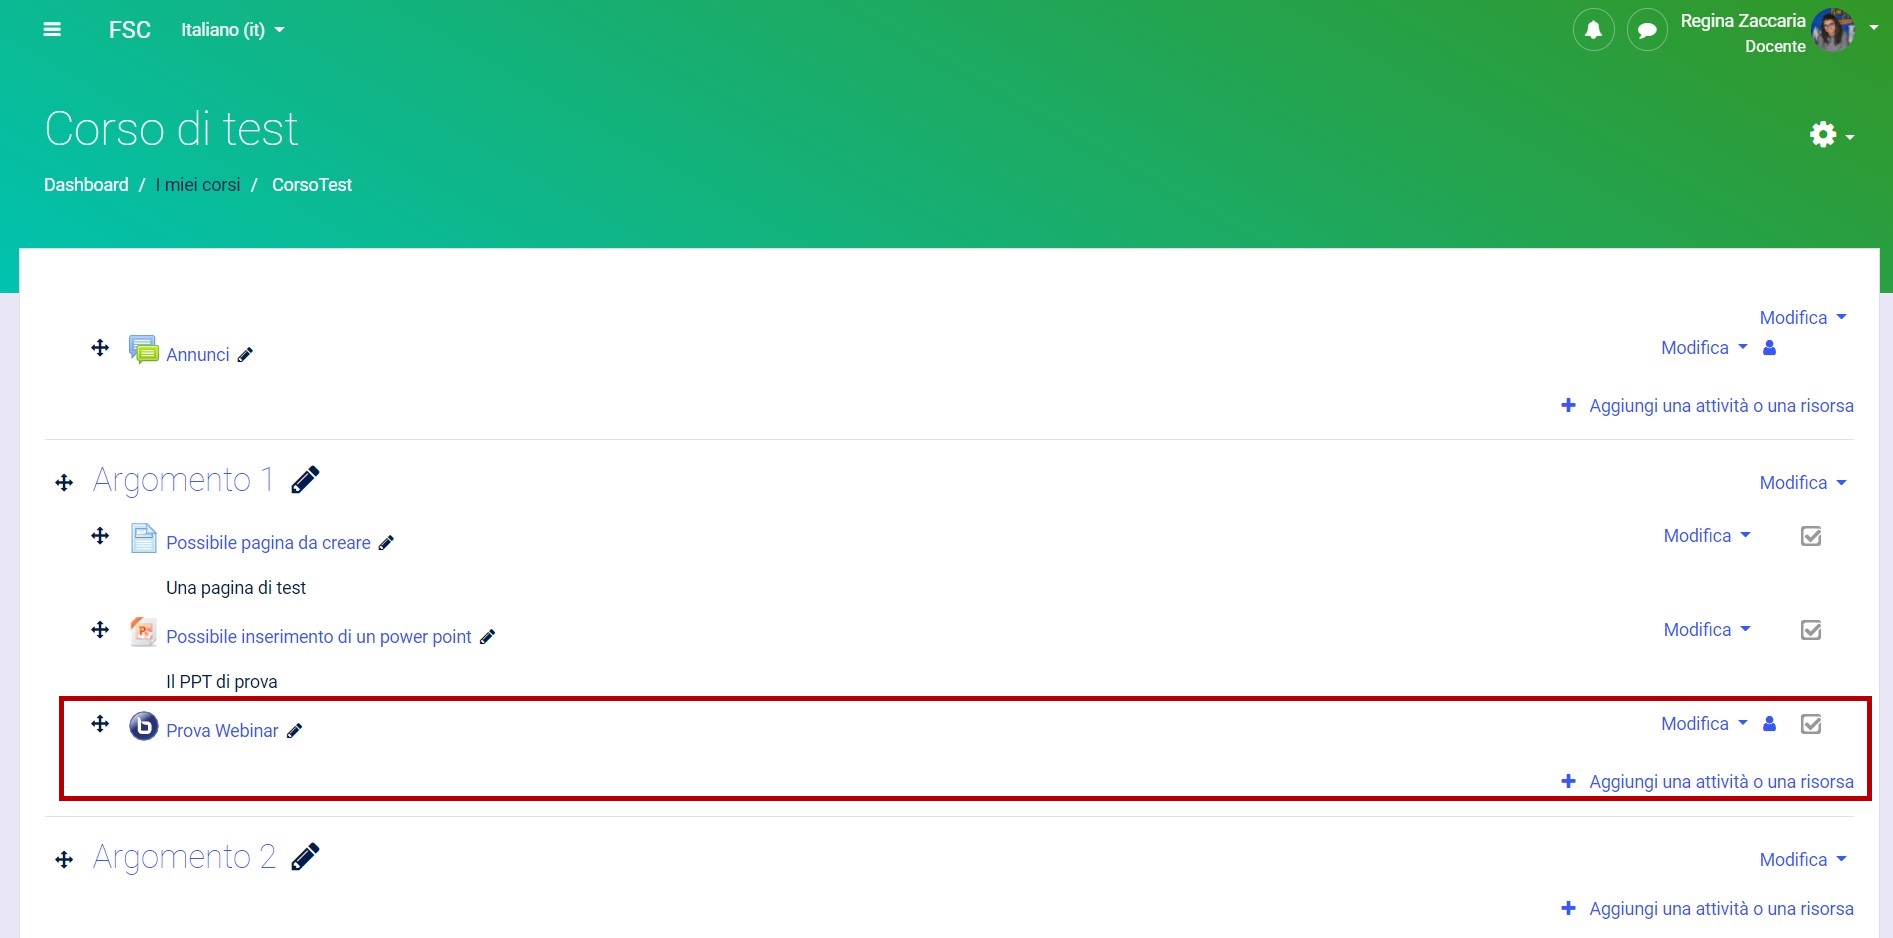 FSC Italiano (it) Regina Zaccaria
Docente
Corso di test
Dashboard / I miei corsi / CorsoTest
Modifica
Annunci Modifica
Aggiungi una attività o una risorsa
Argomento 1 Modifica
Possibile pagina da creare Modifica
Una pagina di test
Possibile inserimento di un power point Modifica
Il PPT di prova
Prova Webinar Modifica
Aggiungi una attività o una risorsa
Argomento 2 Modifica
Aggiungi una attività o una risorsa